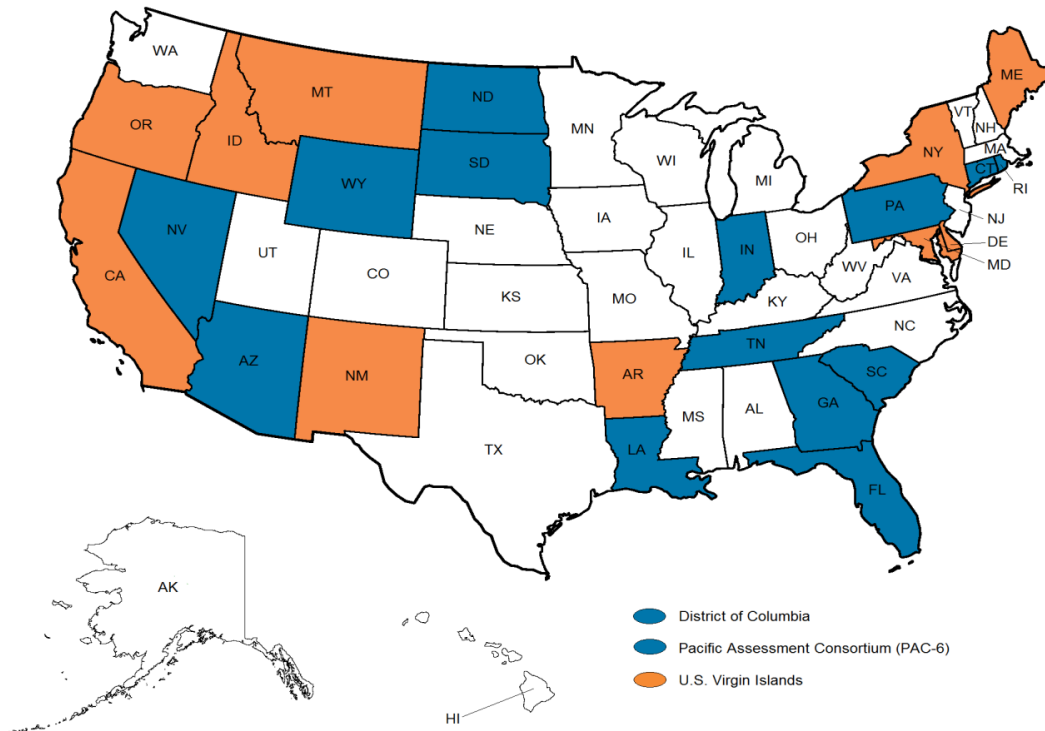 WA
MT
ND
MN
OR
ID
WY
SD
WI
MI
VT
NH
ME
NY
MA
CT
RI
NV
CA
UT
CO
NE
IA
KS
MO
IL
IN
OH
PA
NJ
DE
MD
WV
VA
KY
NC
TN
SC
AZ
NM
OK
AR
TX
LA
MS
AL
GA
FL
AK
HI
District of Columbia
Pacific Assessment Consortium (PAC-6)
U.S. Virgin Islands